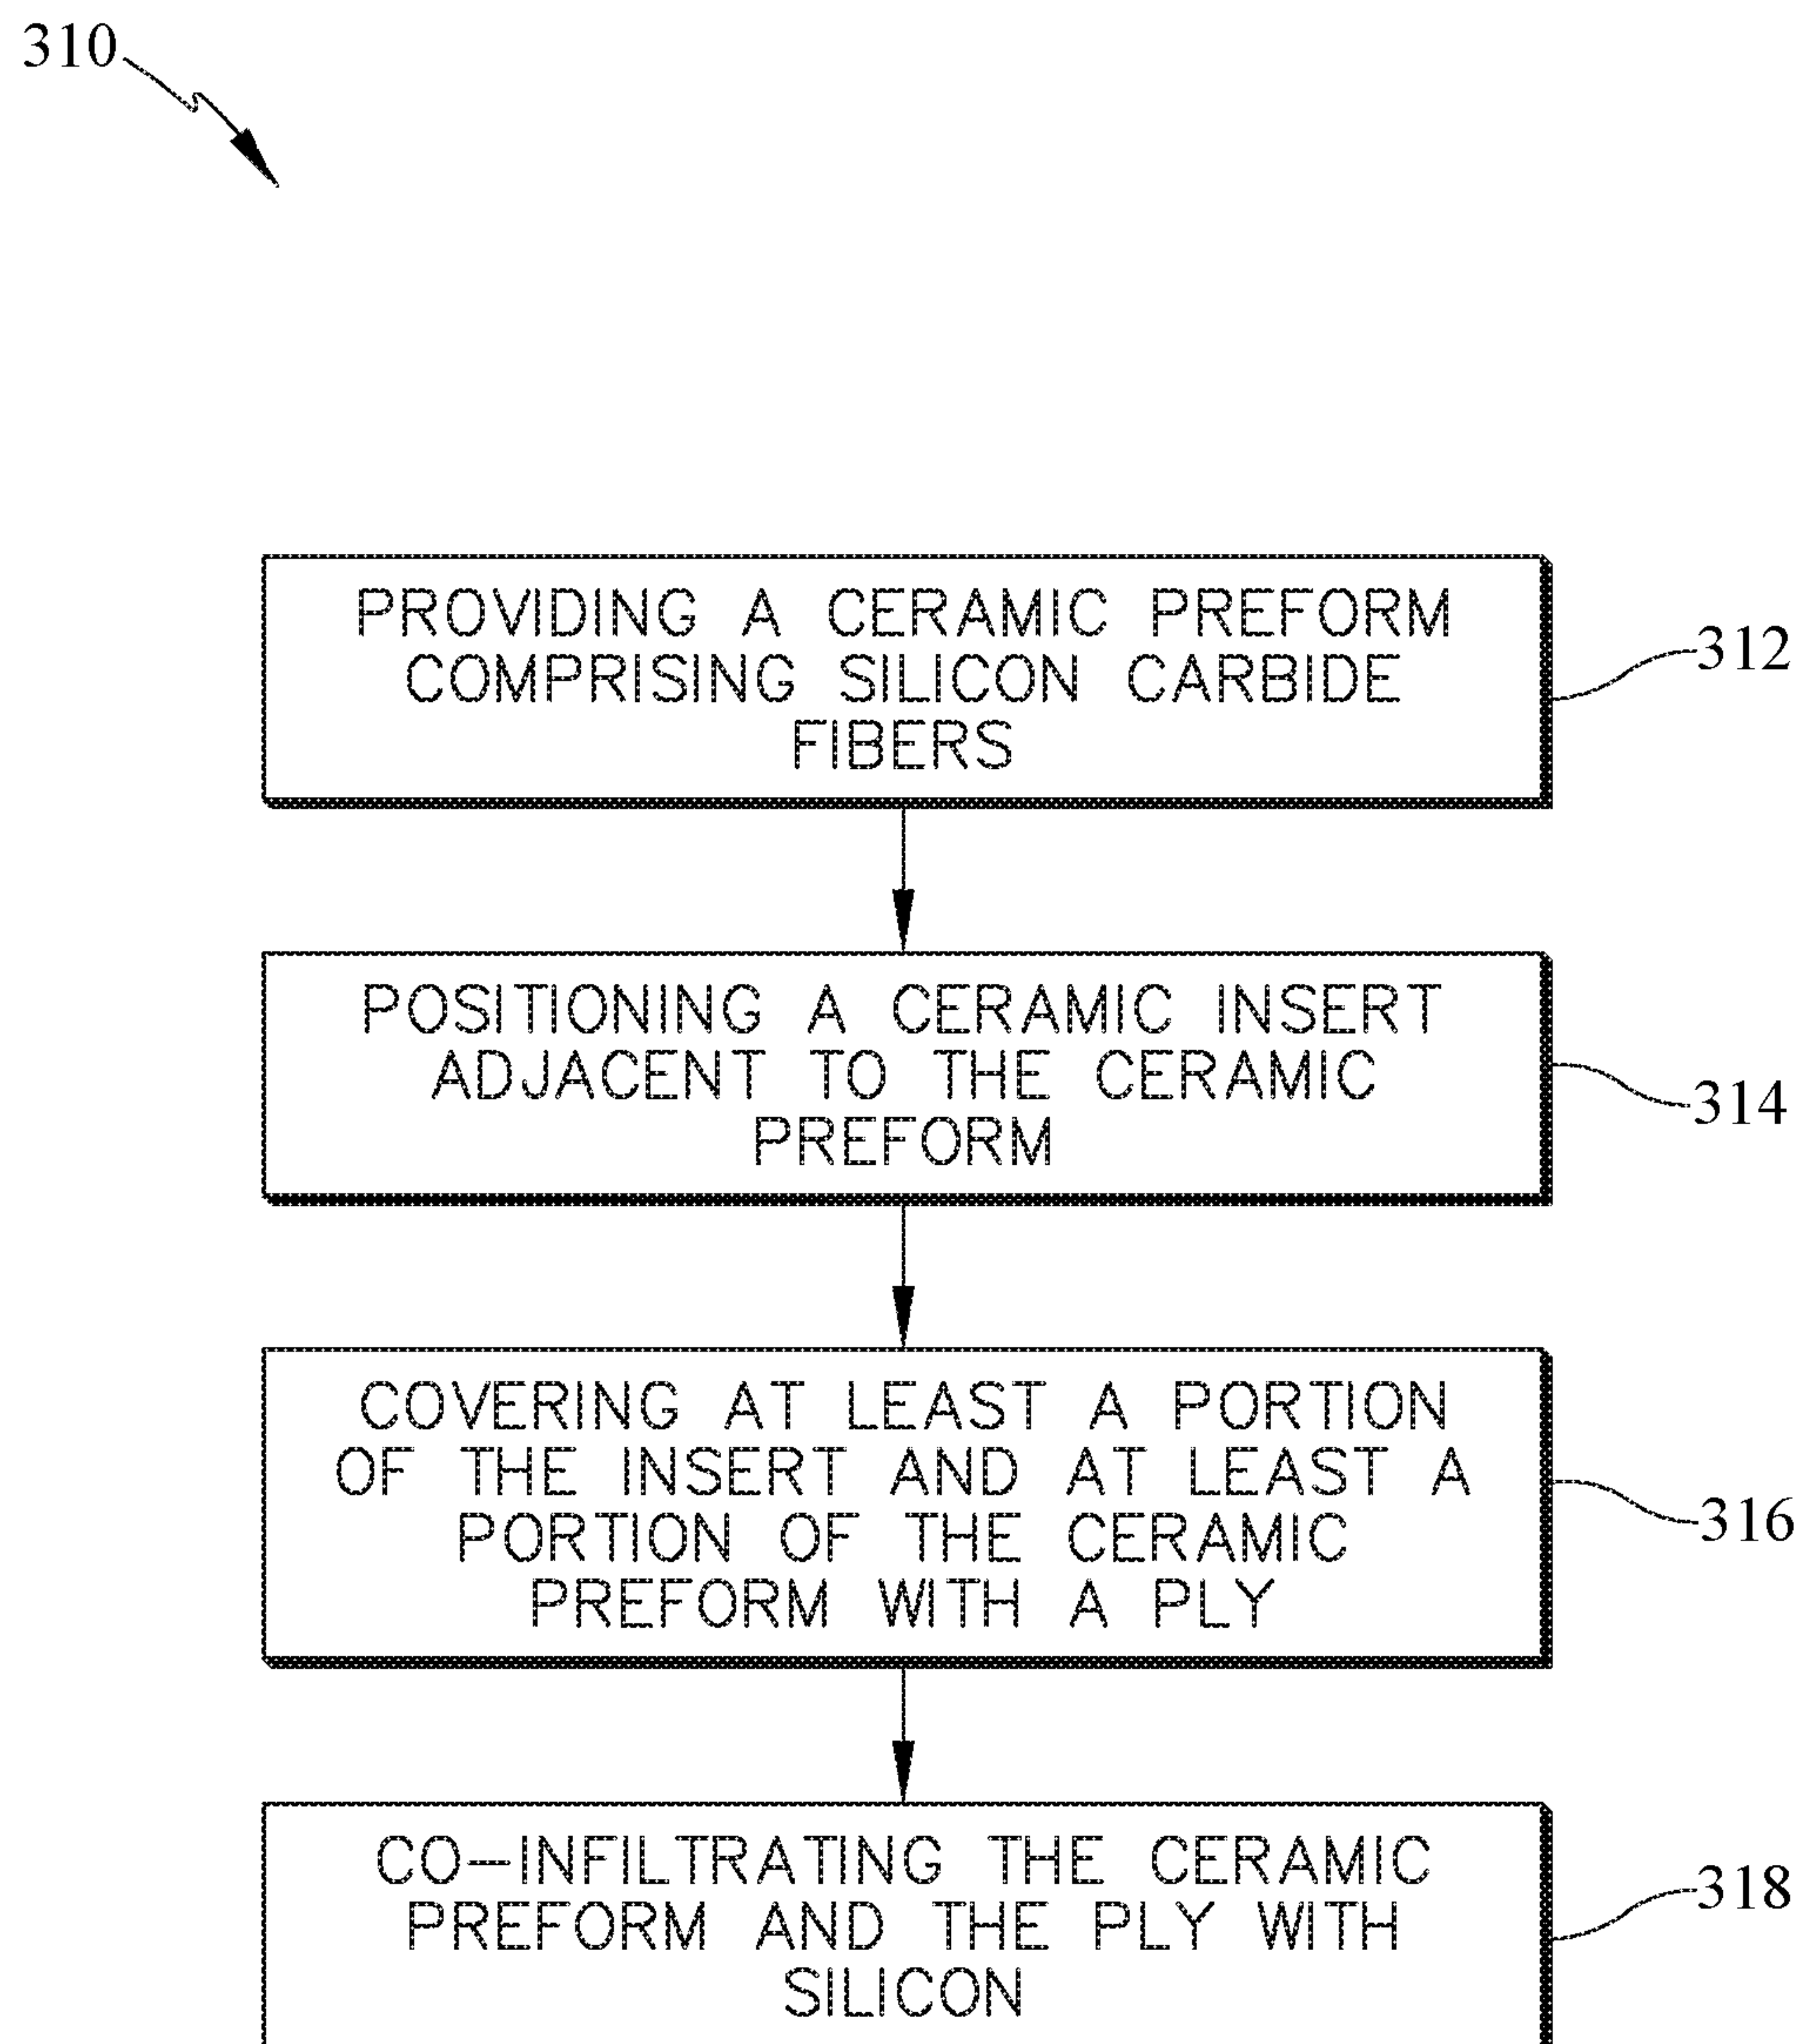 310
PROVIDING A CERAMIC PREFORM
COMPRISING SILICON CARBIDE
FIBERS
312
POSITIONING A CERAMIC INSERT
ADJACENT TO THE CERAMIC
PREFORM
314
COVERING AT LEAST A PORTION
OF THE INSERT AND AT LEAST A
PORTION OF THE CERAMIC
PREFORM WITH A PLY
316
CO-INFILTRATING THE CERAMIC
PREFORM AND THE PLY WITH
SILICON
318